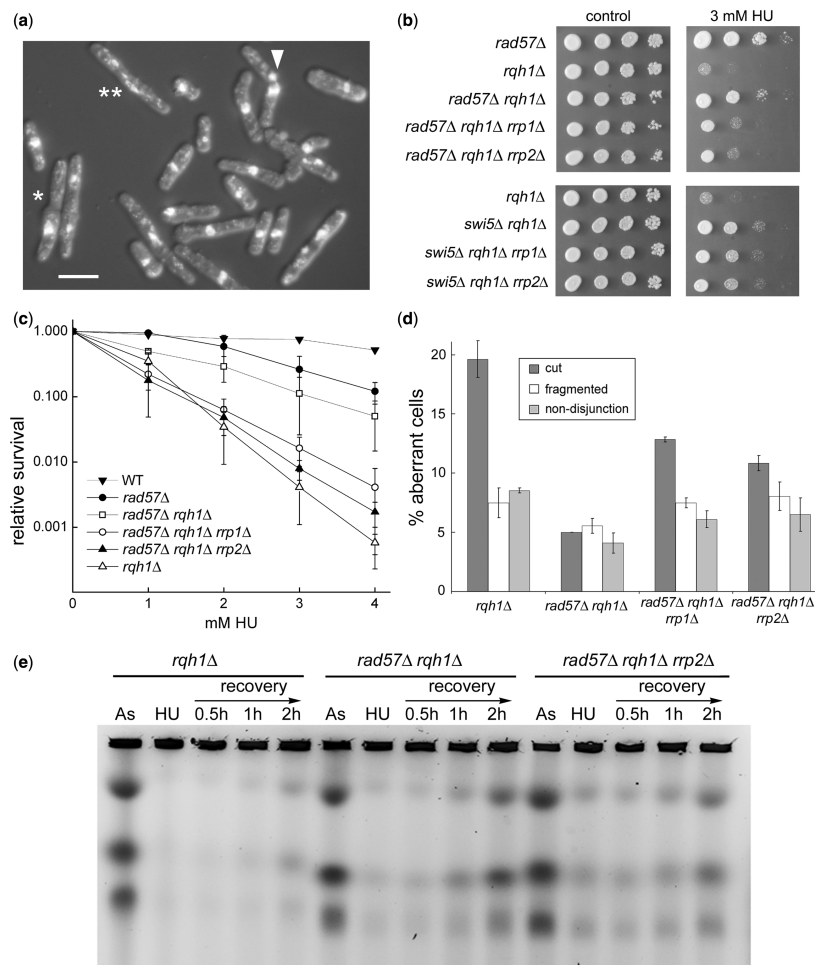 (a)
**
*
(b)
control
3 mM HU
rad57Δ
rqh1Δ
rad57Δ rqh1Δ
rad57Δ rqh1Δ rrp1Δ
rad57Δ rqh1Δ rrp2Δ
rqh1Δ
swi5Δ rqh1Δ
swi5Δ rqh1Δ rrp1Δ
swi5Δ rqh1Δ rrp2Δ
(c)
1.000
0.100
0.010
0.001
relative survival
WT
rad57Δ
rad57Δ rqh1Δ
rad57Δ rqh1Δ rrp1Δ
rad57Δ rqh1Δ rrp2Δ
rqh1Δ
0 1 2 3 4
mM HU
(d)
20
15
10
5
0
% aberrant cells
cut
fragmented
non-disjunction
rqh1Δ
rad57Δ rqh1Δ
rad57Δ rqh1Δ
rrp1Δ
rad57Δ rqh1Δ
rrp2Δ
(e)
rqh1Δ rad57Δ rqh1Δ rad57Δ rqh1Δ rrp2Δ
recovery recovery recovery
As HU 0.5h 1h 2h As HU 0.5h 1h 2h As HU 0.5h 1h 2h